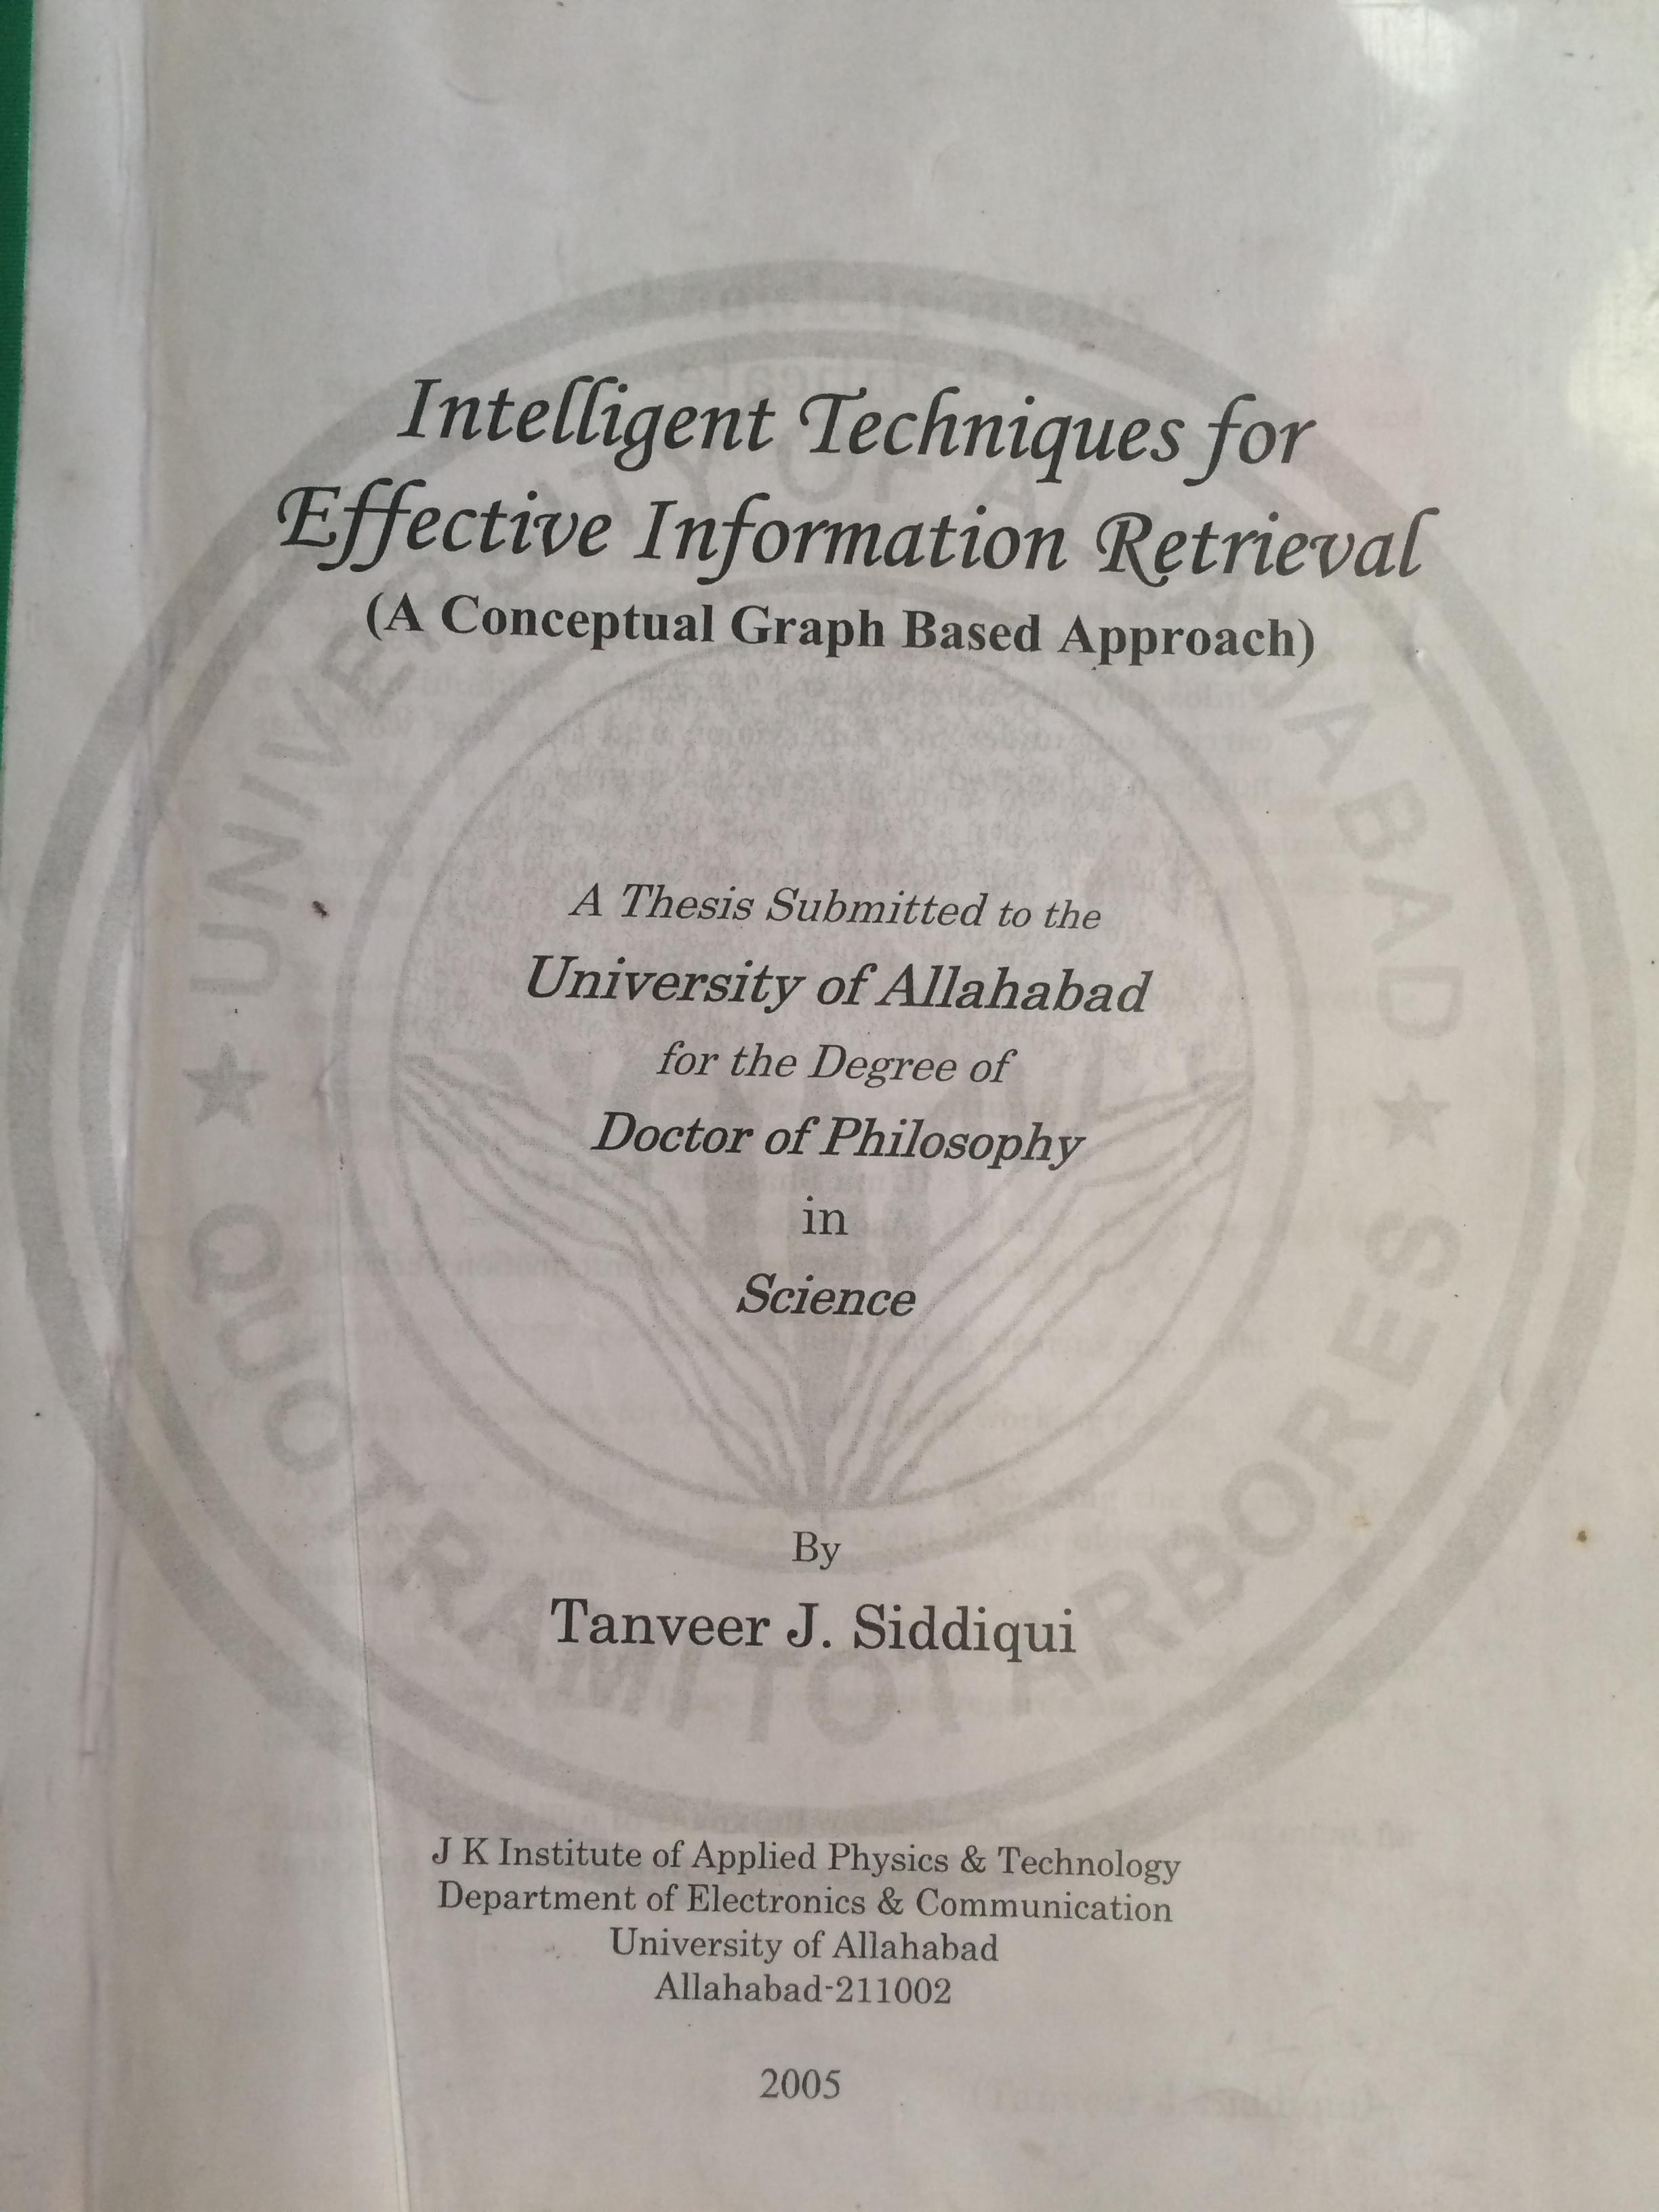 Intelligent Techniques for
Effective Information Retrieval
(A Conceptual Graph Based Approach)
A Thesis Submitted to the
University of Allahabad
for the Degree of
Doctor of Philosophy
in
Science
By
Tanveer J. Siddiqui
J K Institute of Applied Physics & Technology
Department of Electronics & Communication
University of Allahabad
Allahabad-211002
2005
UNIVERSITY OF ALLAHABAD
QUOT RAMI TOT ARBORES